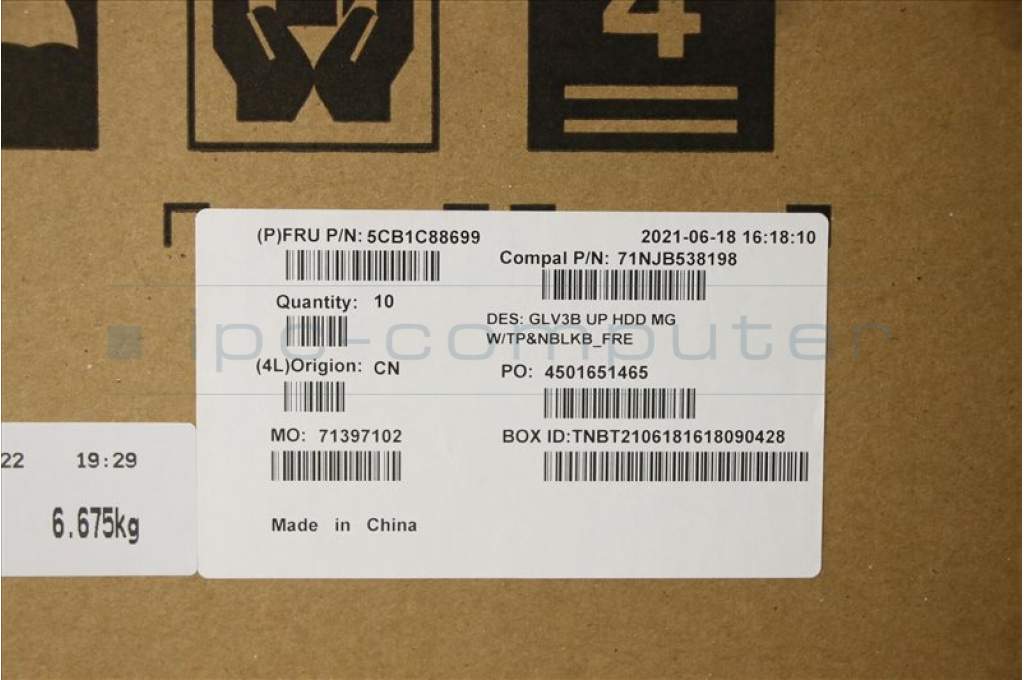 4
(P)FRU P/N: 5CB1C88699
2021-06-18 16:18:10
Compal P/N: 71NJB538198
Quantity: 10
DES: GLV3B UP HDD MG
W/TP&NBLKB_FRE
ipc-computer
(4L)Origion: CN
PO: 4501651465
MO: 71397102
BOX ID:TNBT2106181618090428
22 19:29
6.675kg
Made in China